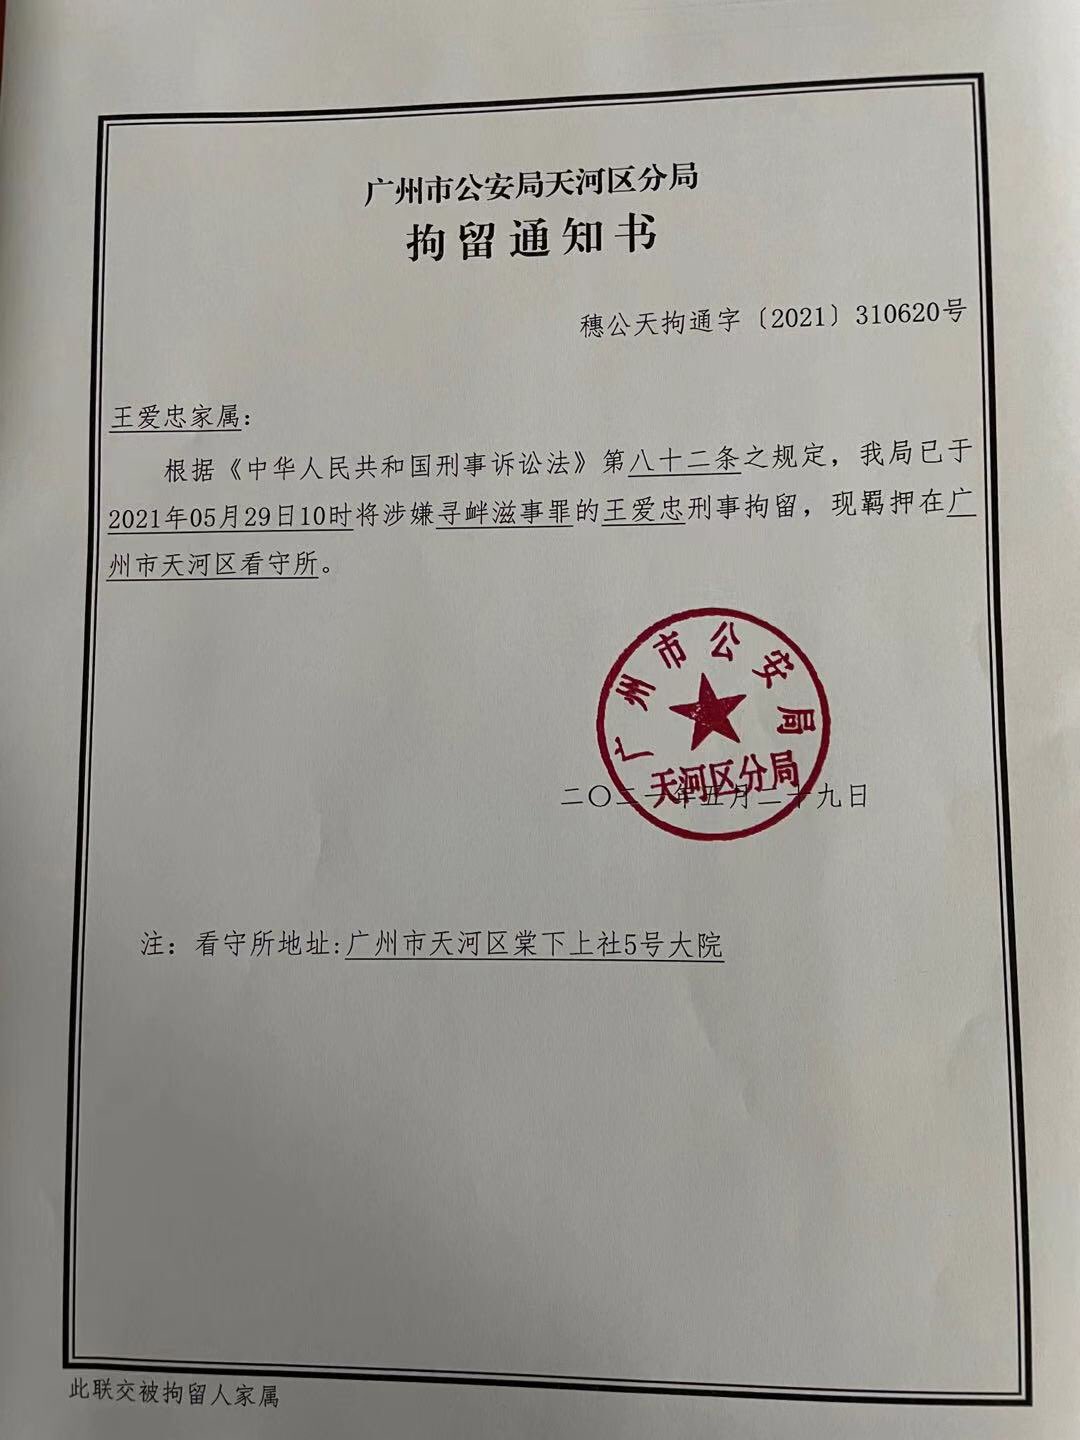 广州市公安局天河区分局
拘留通知书
穗公天拘通字〔2021〕310620号
王爱忠家属：
根据《中华人民共和国刑事诉讼法》第八十二条之规定，我局已于
2021年05月29日10时将涉嫌寻衅滋事罪的王爱忠刑事拘留，现羁押在广
州市天河区看守所。
广州市公安局
天河区分局
二〇二一年五月二十九日
注：看守所地址:广州市天河区棠下上社5号大院
此联交被拘留人家属